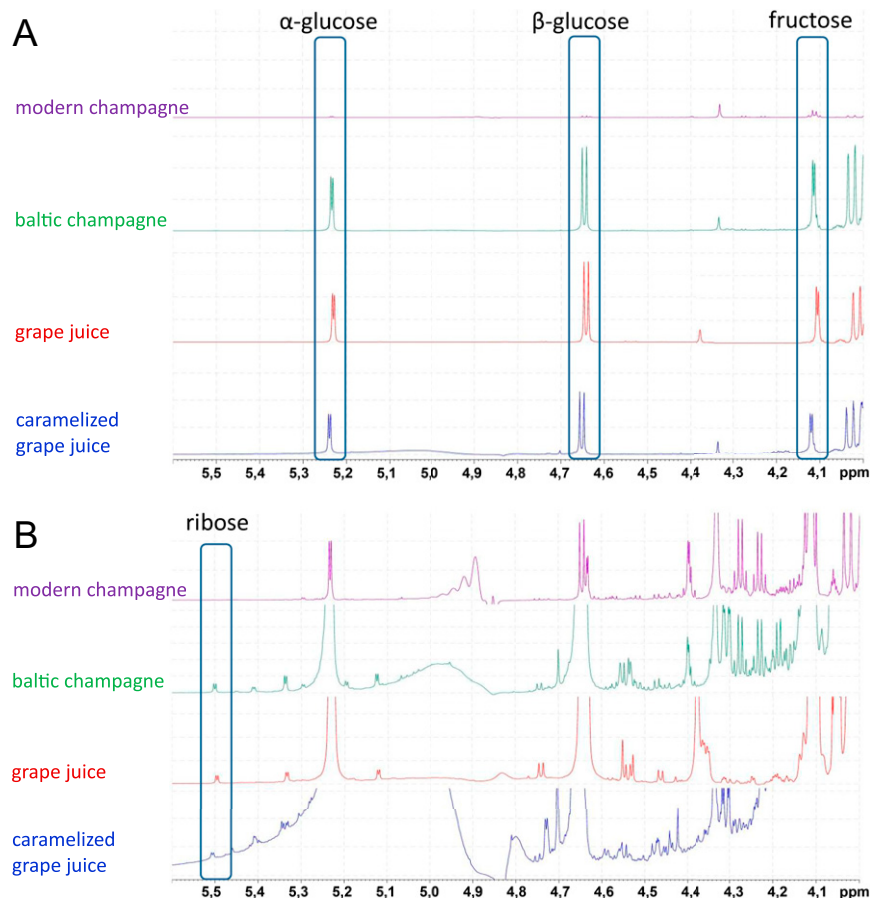 A
α-glucose β-glucose fructose
modern champagne
baltic champagne
grape juice
caramelized
grape juice
5,5 5,4 5,3 5,2 5,1 5,0 4,9 4,8 4,7 4,6 4,5 4,4 4,3 4,2 4,1 ppm
B
ribose
modern champagne
baltic champagne
grape juice
caramelized
grape juice
5,5 5,4 5,3 5,2 5,1 5,0 4,9 4,8 4,7 4,6 4,5 4,4 4,3 4,2 4,1 ppm